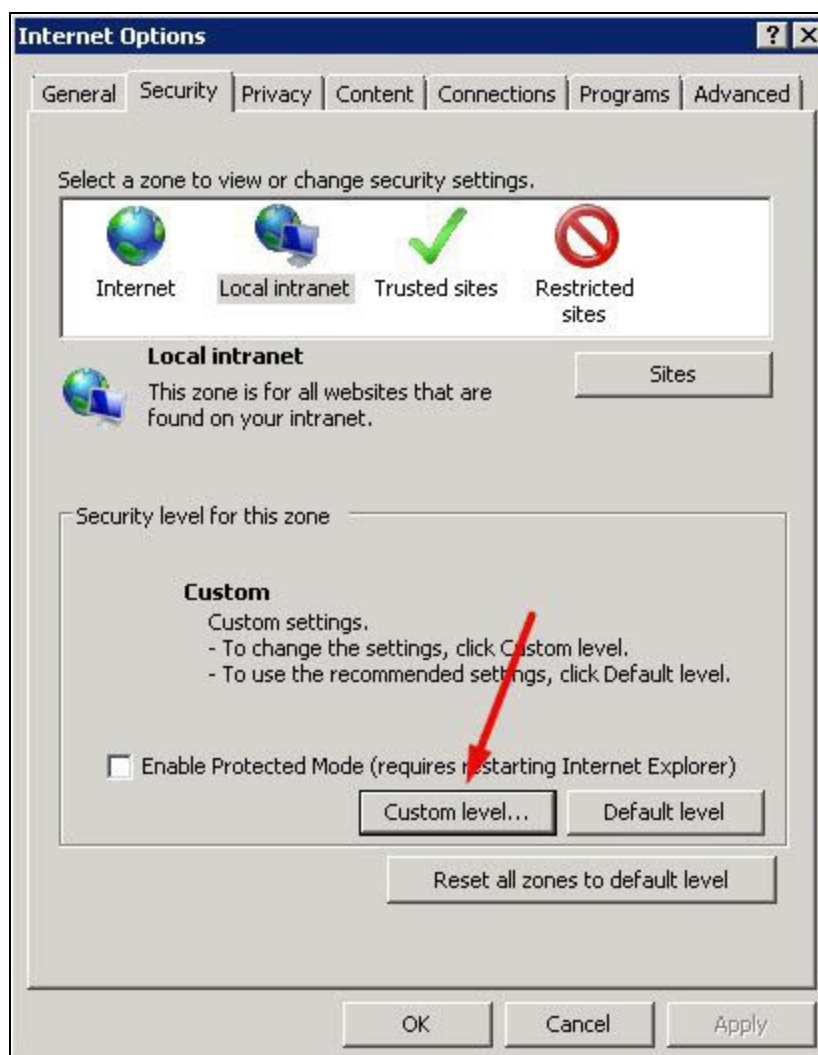 Internet Options
General Security Privacy Content Connections Programs Advanced
Select a zone to view or change security settings.
Internet Local intranet Trusted sites Restricted
sites
Local intranet
Sites
This zone is for all websites that are
found on your intranet.
Security level for this zone
Custom
Custom settings.
- To change the settings, click Custom level.
- To use the recommended settings, click Default level.
Enable Protected Mode (requires restarting Internet Explorer)
Custom level... Default level
Reset all zones to default level
OK Cancel Apply